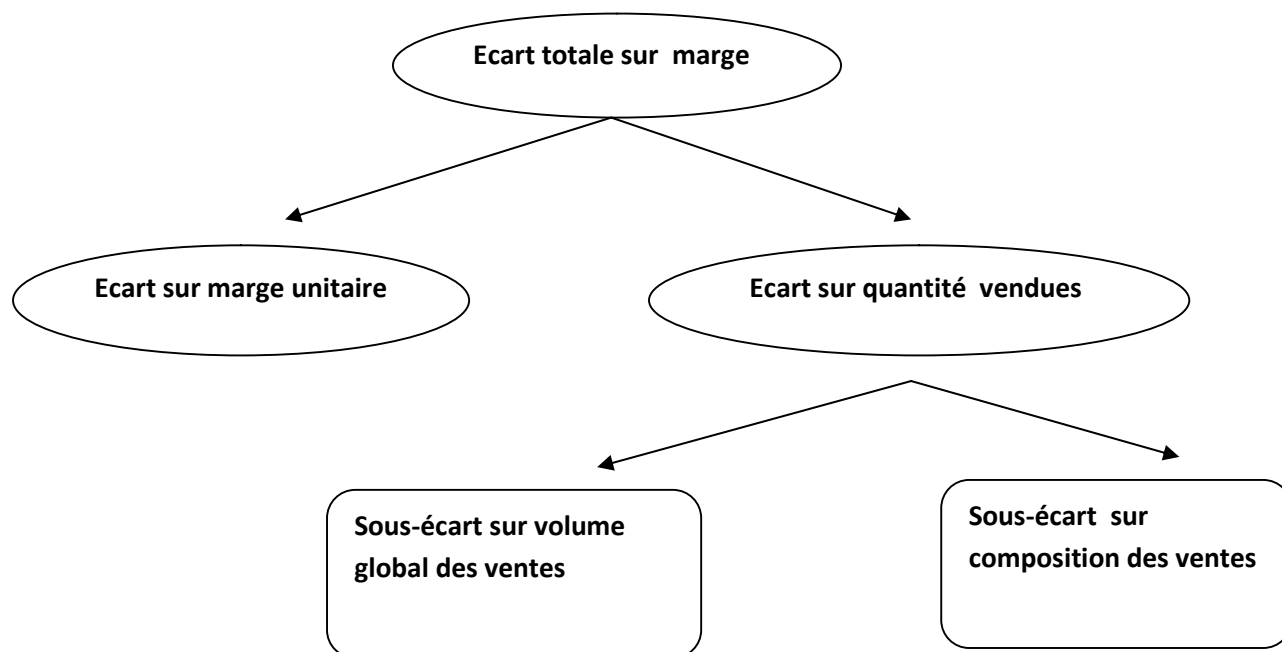 Ecart totale sur marge
Ecart sur marge unitaire
Ecart sur quantité vendues
Sous-écart sur volume
global des ventes
Sous-écart sur
composition des ventes